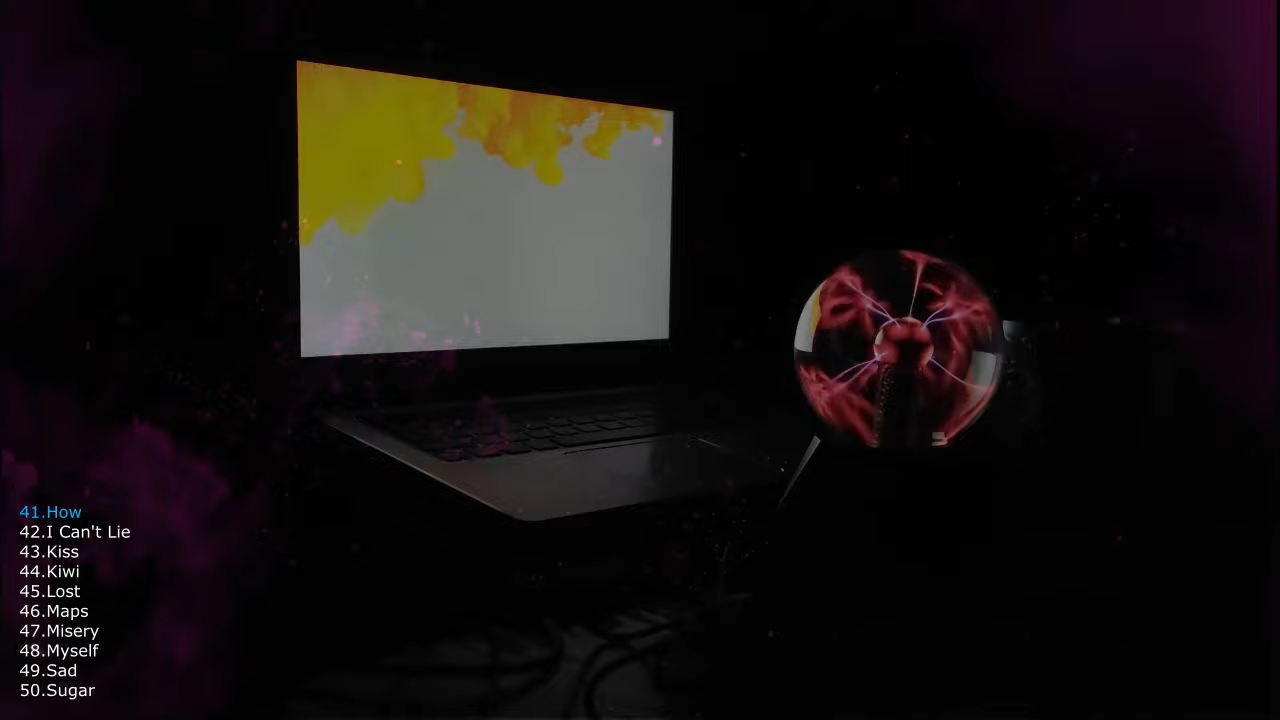 41.How
42.I Can't Lie
43.Kiss
44.Kiwi
45.Lost
46.Maps
47.Misery
48.Myself
49.Sad
50.Sugar